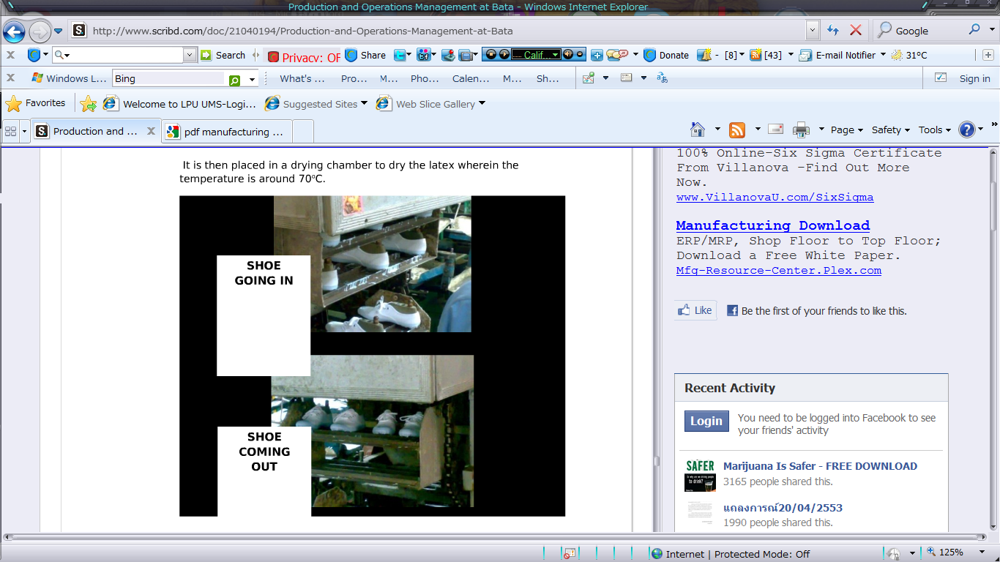 Production and Operations Management at Bata - Windows Internet Explorer
http://www.scribd.com/doc/21040194/Production-and-Operations-Management-at-Bata
Google
Search
Privacy: OF
Share
Calif...
Donate
- [8]
[43]
E-mail Notifier
31°C
Windows L...
Bing
What's ...
Pro...
M...
Pho...
Calen...
M...
Sh...
Sign in
Favorites
Welcome to LPU UMS-Logi...
Suggested Sites
Web Slice Gallery
Production and ...
pdf manufacturing ...
Page
Safety
Tools
It is then placed in a drying chamber to dry the latex wherein the
temperature is around 70°C.
SHOE
GOING IN
SHOE
COMING
OUT
100% Online-Six Sigma Certificate
From Villanova -Find Out More
Now.
www.VillanovaU.com/SixSigma
Manufacturing Download
ERP/MRP, Shop Floor to Top Floor;
Download a Free White Paper.
Mfg-Resource-Center.Plex.com
Like
Be the first of your friends to like this.
Recent Activity
Login
You need to be logged into Facebook to see
your friends' activity
SAFER
to drink?
Marijuana Is Safer - FREE DOWNLOAD
3165 people shared this.
แถลงการณ์20/04/2553
1990 people shared this.
Internet | Protected Mode: Off
125%